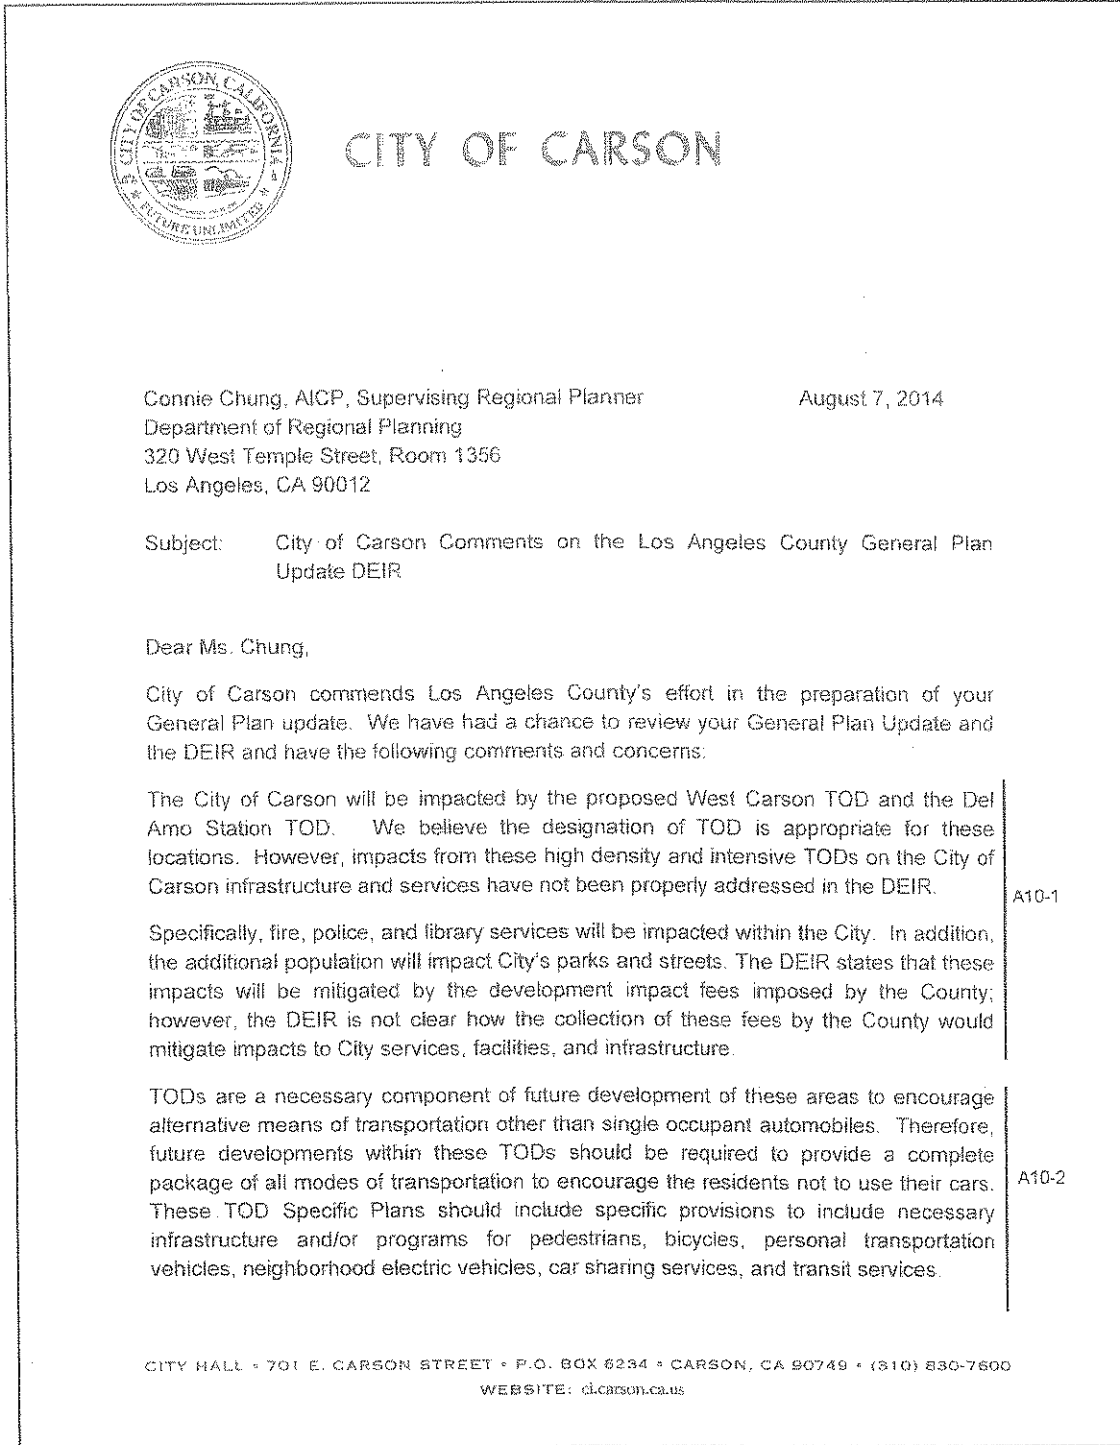 CITY OF CARSON, CALIFORNIA
FUTURE UNLIMITED
CITY OF CARSON
Connie Chung, AICP, Supervising Regional Planner August 7, 2014
Department of Regional Planning
320 West Temple Street, Room 1356
Los Angeles, CA 90012
Subject: City of Carson Comments on the Los Angeles County General Plan
Update DEIR
Dear Ms. Chung,
City of Carson commends Los Angeles County's effort in the preparation of your
General Plan update. We have had a chance to review your General Plan Update and
the DEIR and have the following comments and concerns:
The City of Carson will be impacted by the proposed West Carson TOD and the Del
Amo Station TOD. We believe the designation of TOD is appropriate for these
locations. However, impacts from these high density and intensive TODs on the City of
Carson infrastructure and services have not been properly addressed in the DEIR.
A10-1
Specifically, fire, police, and library services will be impacted within the City. In addition,
the additional population will impact City's parks and streets. The DEIR states that these
impacts will be mitigated by the development impact fees imposed by the County;
however, the DEIR is not clear how the collection of these fees by the County would
mitigate impacts to City services, facilities, and infrastructure.
TODs are a necessary component of future development of these areas to encourage
alternative means of transportation other than single occupant automobiles. Therefore,
future developments within these TODs should be required to provide a complete
package of all modes of transportation to encourage the residents not to use their cars.
A10-2
These TOD Specific Plans should include specific provisions to include necessary
infrastructure and/or programs for pedestrians, bicycles, personal transportation
vehicles, neighborhood electric vehicles, car sharing services, and transit services.
CITY HALL • 701 E. CARSON STREET • P.O. BOX 6234 • CARSON, CA 90749 • (310) 830-7600
WEBSITE: ci.carson.ca.us